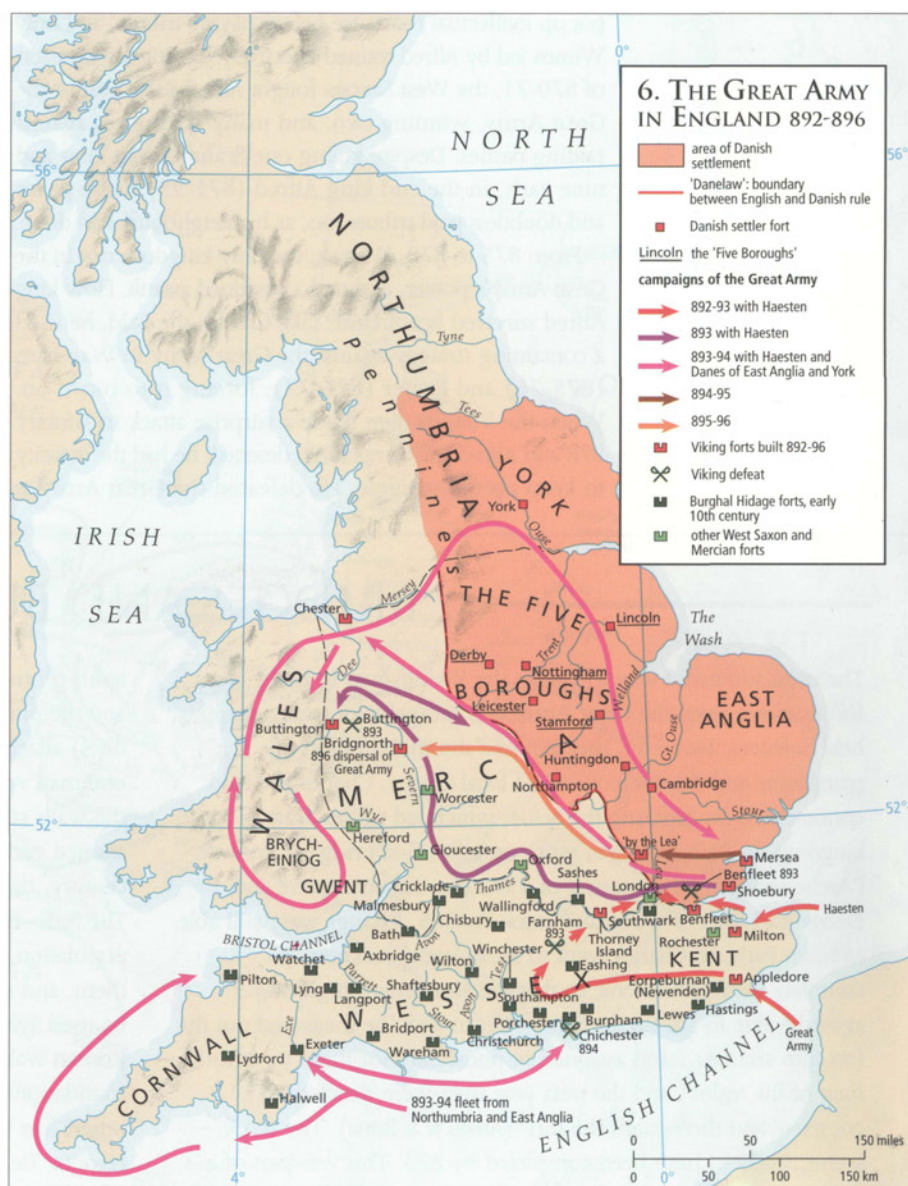 6. THE GREAT ARMY
IN ENGLAND 892-896
area of Danish
settlement
'Danelaw': boundary
between English and Danish rule
Danish settler fort
Lincoln the 'Five Boroughs'
campaigns of the Great Army
892-93 with Haesten
893 with Haesten
893-94 with Haesten and
Danes of East Anglia and York
894-95
895-96
Viking forts built 892-96
Viking defeat
Burghal Hidage forts, early
10th century
other West Saxon and
Mercian forts
4°
0°
56°
56°
NORTH
SEA
NORTHUMBRIA
Pennines
Tyne
Tees
YORK
York
Ouse
IRISH
SEA
Mersey
Chester
Dee
THE FIVE
BOROUGHS
Lincoln
The
Wash
Derby
Trent
Nottingham
Leicester
Welland
Stamford
EAST
ANGLIA
Gt. Ouse
Huntingdon
Northampton
Cambridge
Stour
WALES
Buttington
Buttington
893
Bridgnorth
896 dispersal of
Great Army
Severn
MERCIA
Worcester
52°
52°
Wye
Hereford
BRYCH-
EINIOG
Gloucester
GWENT
Oxford
'by the Lea'
Mersea
Benfleet 893
Shoebury
Sashes
London
Cricklade
Thames
Malmesbury
Wallingford
Chisbury
Farnham
893
Southwark
Benfleet
Haesten
Thorney
Island
Rochester
Milton
BRISTOL CHANNEL
Bath
Avon
Winchester
Watchet
Axbridge
Wilton
Test
Eashing
KENT
Pilton
Parrett
Lyng
Langport
Shaftesbury
Avon
Southampton
Eorpeburnan
(Newenden)
Appledore
WESSEX
Stour
Exe
Bridport
Porchester
Burpham
Lewes
Hastings
Exeter
Wareham
Christchurch
Chichester
894
Great
Army
CORNWALL
Lydford
Halwell
893-94 fleet from
Northumbria and East Anglia
ENGLISH CHANNEL
0
50
100
150 miles
0
50
100
150 km
4°
0°